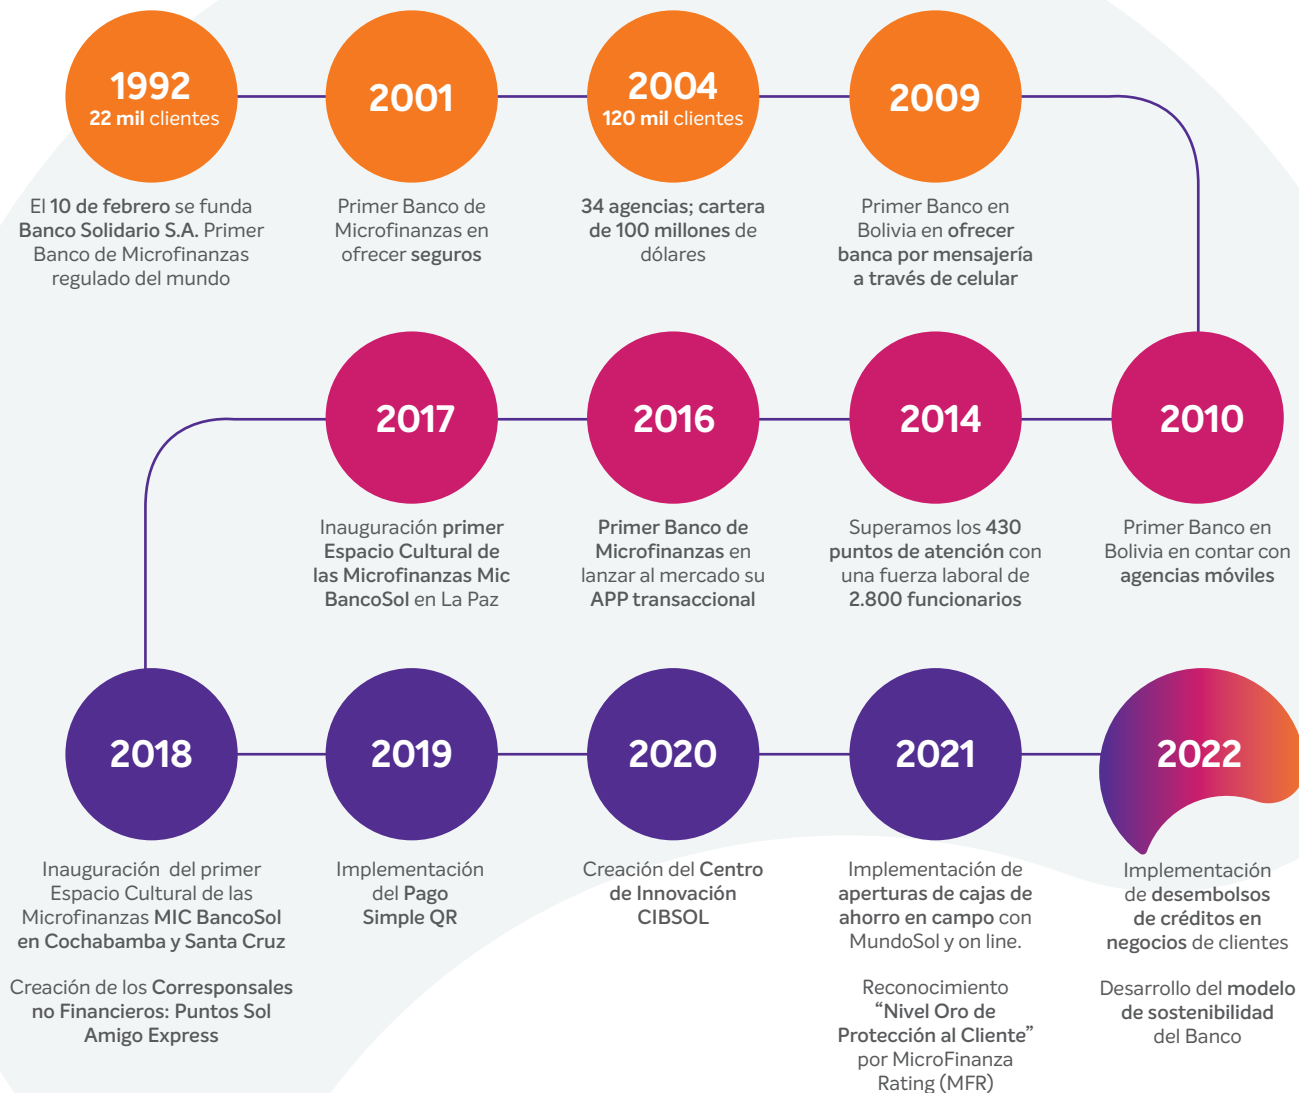 1992
22 mil clientes
El 10 de febrero se funda
Banco Solidario S.A. Primer
Banco de Microfinanzas
regulado del mundo
2001
Primer Banco de
Microfinanzas en
ofrecer seguros
2004
120 mil clientes
34 agencias; cartera
de 100 millones de
dólares
2009
Primer Banco en
Bolivia en ofrecer
banca por mensajería
a través de celular
2010
Primer Banco en
Bolivia en contar con
agencias móviles
2014
Superamos los 430
puntos de atención con
una fuerza laboral de
2.800 funcionarios
2016
Primer Banco de
Microfinanzas en
lanzar al mercado su
APP transaccional
2017
Inauguración primer
Espacio Cultural de
las Microfinanzas Mic
BancoSol en La Paz
2018
Inauguración del primer
Espacio Cultural de las
Microfinanzas MIC BancoSol
en Cochabamba y Santa Cruz
Creación de los Corresponsales
no Financieros: Puntos Sol
Amigo Express
2019
Implementación
del Pago
Simple QR
2020
Creación del Centro
de Innovación
CIBSOL
2021
Implementación de
aperturas de cajas de
ahorro en campo con
MundoSol y on line.
Reconocimiento
“Nivel Oro de
Protección al Cliente”
por MicroFinanza
Rating (MFR)
2022
Implementación
de desembolsos
de créditos en
negocios de clientes
Desarrollo del modelo
de sostenibilidad
del Banco